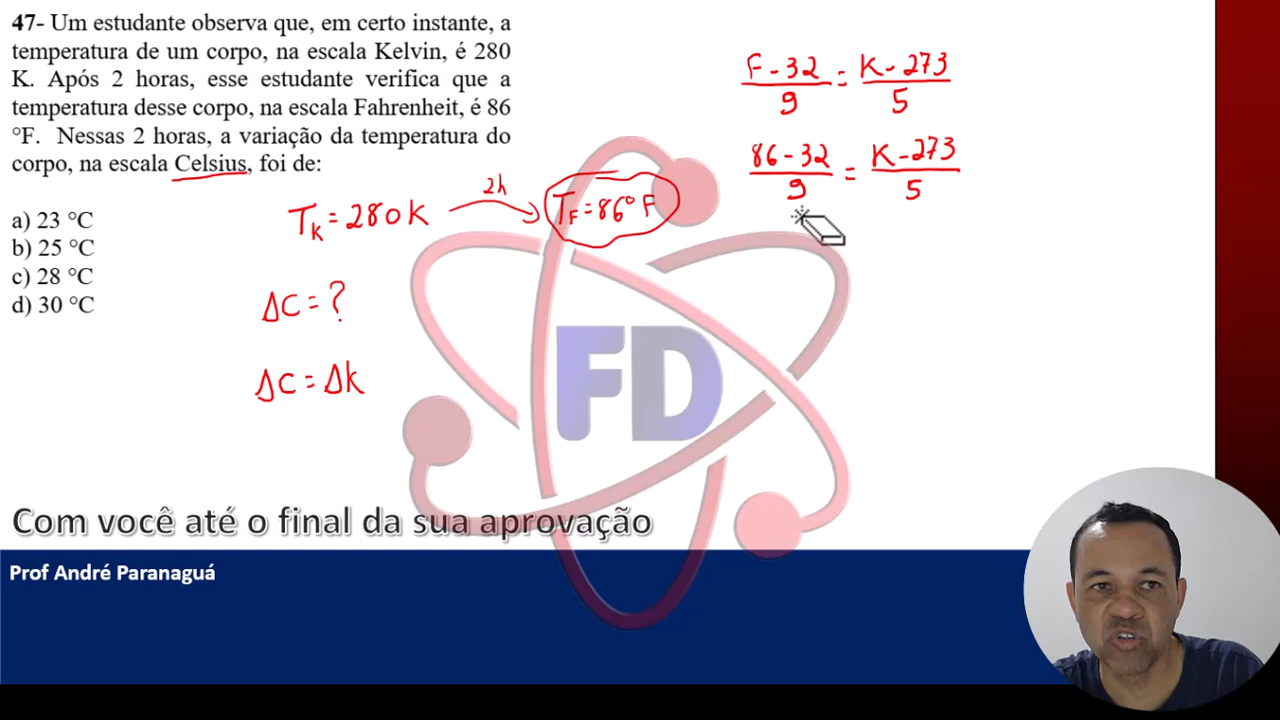 47- Um estudante observa que, em certo instante, a
temperatura de um corpo, na escala Kelvin, é 280
K. Após 2 horas, esse estudante verifica que a
temperatura desse corpo, na escala Fahrenheit, é 86
°F. Nessas 2 horas, a variação da temperatura do
corpo, na escala Celsius, foi de:
a) 23 °C
b) 25 °C
c) 28 °C
d) 30 °C
T_K = 280K 2h T_F = 86° F
ΔC = ?
ΔC = Δk
F - 32 / 9 = K - 273 / 5
86 - 32 / 9 = K - 273 / 5
FD
Com você até o final da sua aprovação
Prof André Paranaguá